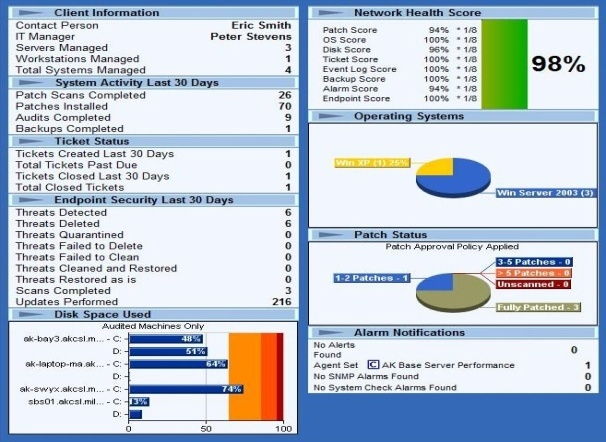 Client Information
Contact Person Eric Smith
IT Manager Peter Stevens
Servers Managed 3
Workstations Managed 1
Total Systems Managed 4
System Activity Last 30 Days
Patch Scans Completed 26
Patches Installed 70
Audits Completed 9
Backups Completed 1
Ticket Status
Tickets Created Last 30 Days 1
Total Tickets Past Due 0
Tickets Closed Last 30 Days 1
Total Closed Tickets 1
Endpoint Security Last 30 Days
Threats Detected 6
Threats Deleted 6
Threats Quarantined 0
Threats Failed to Delete 0
Threats Failed to Clean 0
Threats Cleaned and Restored 0
Threats Restored as is 0
Scans Completed 3
Updates Performed 216
Disk Space Used
Audited Machines Only
ak-bay3.akcsl.m... - C: 48%
D: 51%
ak-laptop-ma.ak... - C: 64%
D:
ak-swyx.akcsl.m... - C: 74%
sbs01.akcsl.mil... - C: 13%
D:
0 50 100
Network Health Score
Patch Score 94% * 1/8
OS Score 100% * 1/8
Disk Score 96% * 1/8
Ticket Score 100% * 1/8
Event Log Score 100% * 1/8
Backup Score 100% * 1/8
Alarm Score 94% * 1/8
Endpoint Score 100% * 1/8
98%
Operating Systems
Win XP (1) 25%
Win Server 2003 (3)
Patch Status
Patch Approval Policy Applied
3-5 Patches - 0
> 5 Patches - 0
1-2 Patches - 1
Unscanned - 0
Fully Patched - 3
Alarm Notifications
No Alerts Found 0
Agent Set C AK Base Server Performance 1
No SNMP Alarms Found 0
No System Check Alarms Found 0